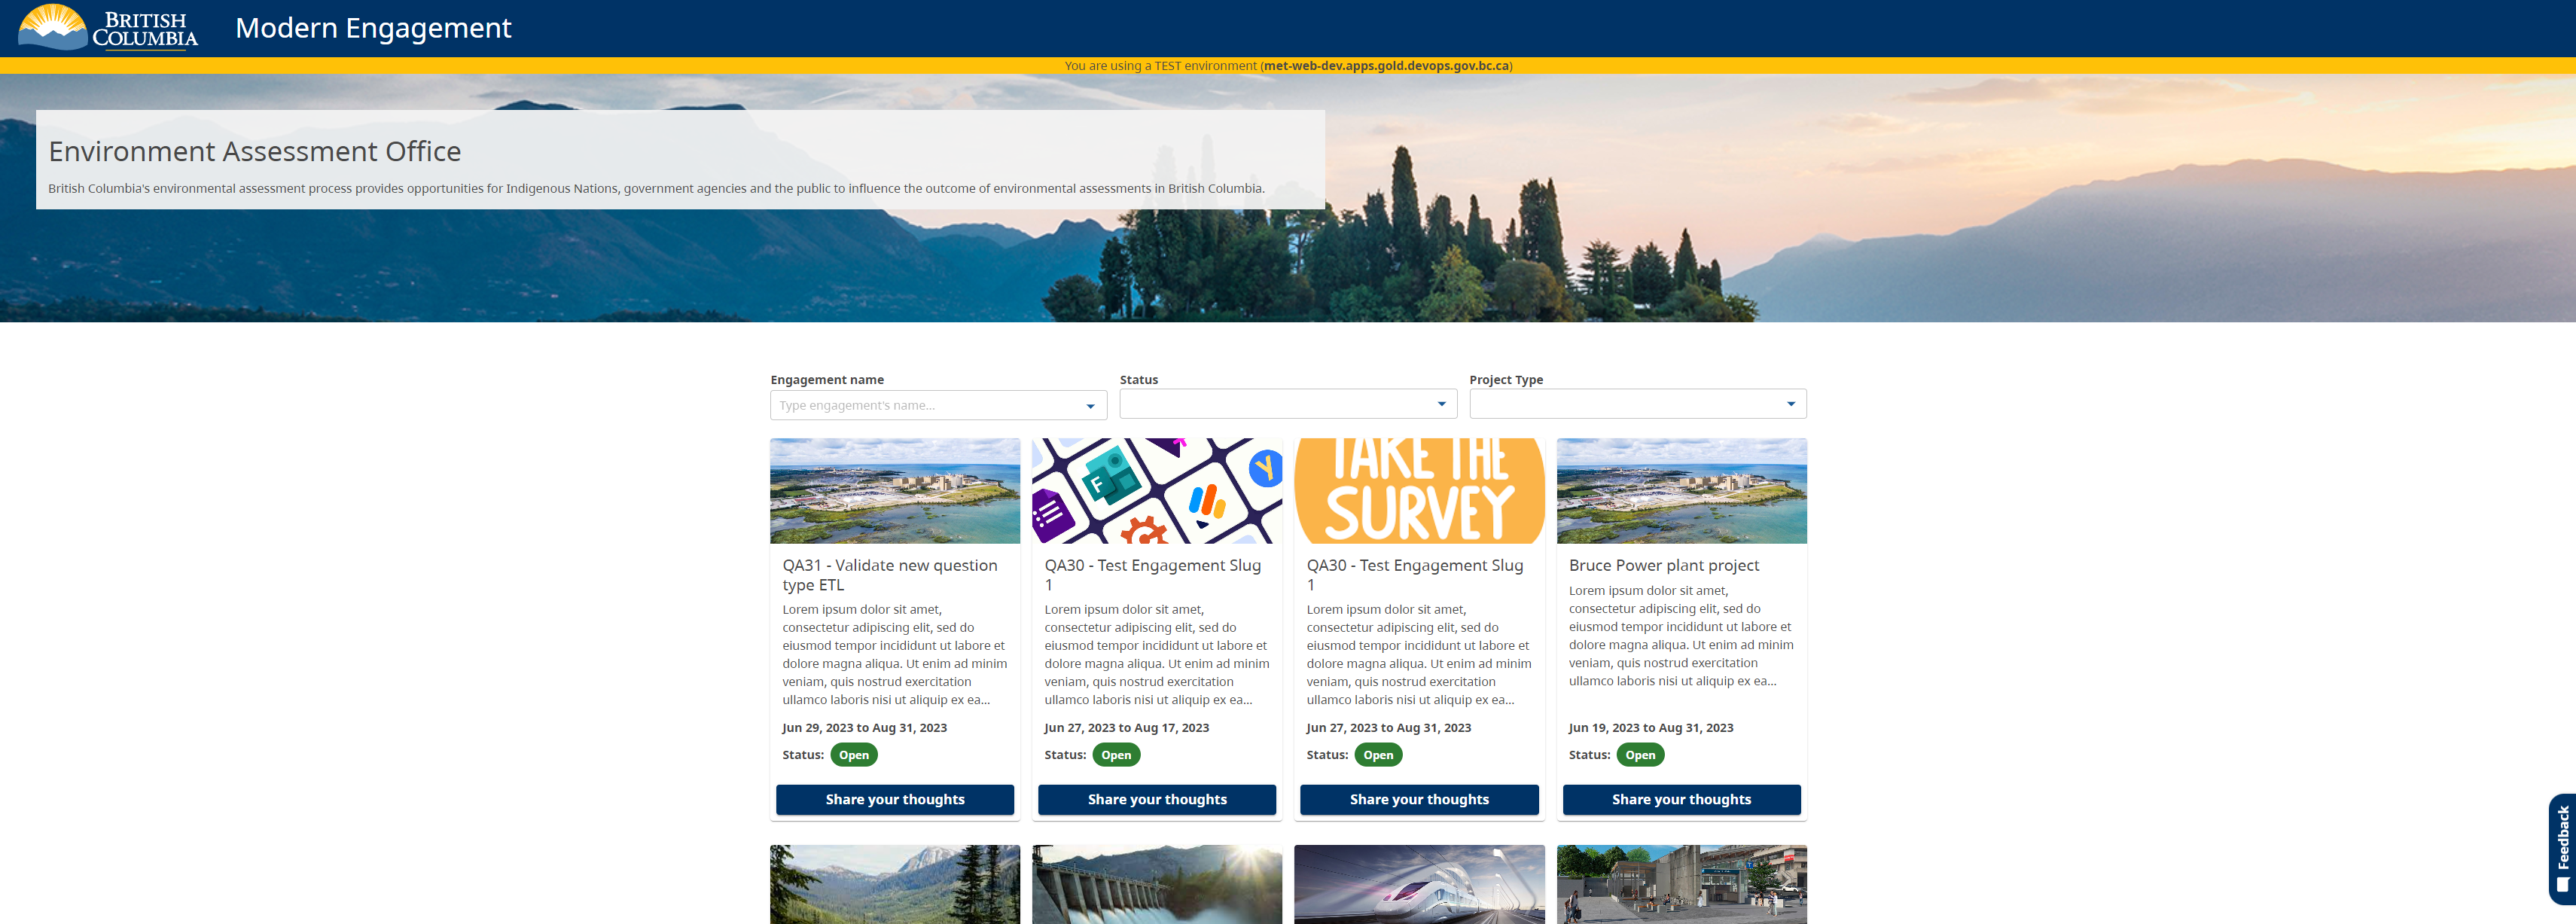 BRITISH
COLUMBIA
Modern Engagement
You are using a TEST environment (met-web-dev.apps.gold.devops.gov.bc.ca)
Environment Assessment Office
British Columbia's environmental assessment process provides opportunities for Indigenous Nations, government agencies and the public to influence the outcome of environmental assessments in British Columbia.
Engagement name
Type engagement's name...
Status
Project Type
QA31 - Validate new question
type ETL
Lorem ipsum dolor sit amet,
consectetur adipiscing elit, sed do
eiusmod tempor incididunt ut labore et
dolore magna aliqua. Ut enim ad minim
veniam, quis nostrud exercitation
ullamco laboris nisi ut aliquip ex ea...
Jun 29, 2023 to Aug 31, 2023
Status: Open
Share your thoughts
F
Y
QA30 - Test Engagement Slug
1
Lorem ipsum dolor sit amet,
consectetur adipiscing elit, sed do
eiusmod tempor incididunt ut labore et
dolore magna aliqua. Ut enim ad minim
veniam, quis nostrud exercitation
ullamco laboris nisi ut aliquip ex ea...
Jun 27, 2023 to Aug 17, 2023
Status: Open
Share your thoughts
TAKE THE
SURVEY
QA30 - Test Engagement Slug
1
Lorem ipsum dolor sit amet,
consectetur adipiscing elit, sed do
eiusmod tempor incididunt ut labore et
dolore magna aliqua. Ut enim ad minim
veniam, quis nostrud exercitation
ullamco laboris nisi ut aliquip ex ea...
Jun 27, 2023 to Aug 31, 2023
Status: Open
Share your thoughts
Bruce Power plant project
Lorem ipsum dolor sit amet,
consectetur adipiscing elit, sed do
eiusmod tempor incididunt ut labore et
dolore magna aliqua. Ut enim ad minim
veniam, quis nostrud exercitation
ullamco laboris nisi ut aliquip ex ea...
Jun 19, 2023 to Aug 31, 2023
Status: Open
Share your thoughts
Feedback